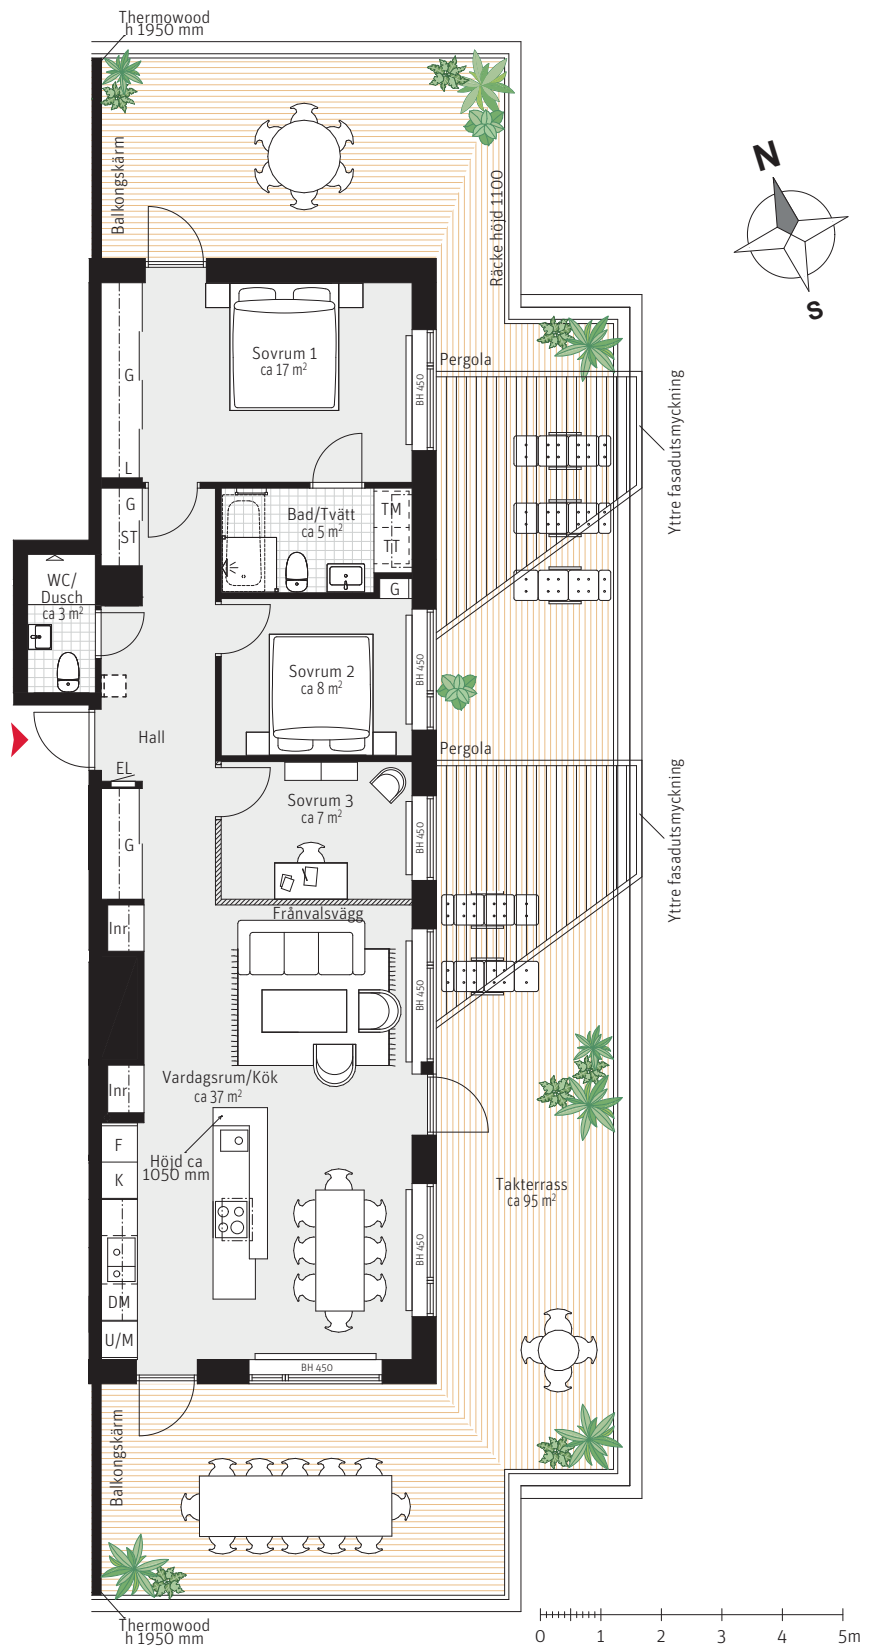 Thermowood
h 1950 mm
Balkongskärm
Räcke höjd 1100
N
S
Sovrum 1
ca 17 m²
G
L
BH 450
Pergola
Yttre fasadutsmyckning
G
ST
Bad/Tvätt
ca 5 m²
TM
TT
G
WC/
Dusch
ca 3 m²
Sovrum 2
ca 8 m²
BH 450
Hall
EL
Pergola
Yttre fasadutsmyckning
Sovrum 3
ca 7 m²
BH 450
G
Frånvalsvägg
Inr
BH 450
Inr
Vardagsrum/Kök
ca 37 m²
Höjd ca
1050 mm
F
K
DM
U/M
Takterrass
ca 95 m²
BH 450
BH 450
Balkongskärm
Thermowood
h 1950 mm
0 1 2 3 4 5m